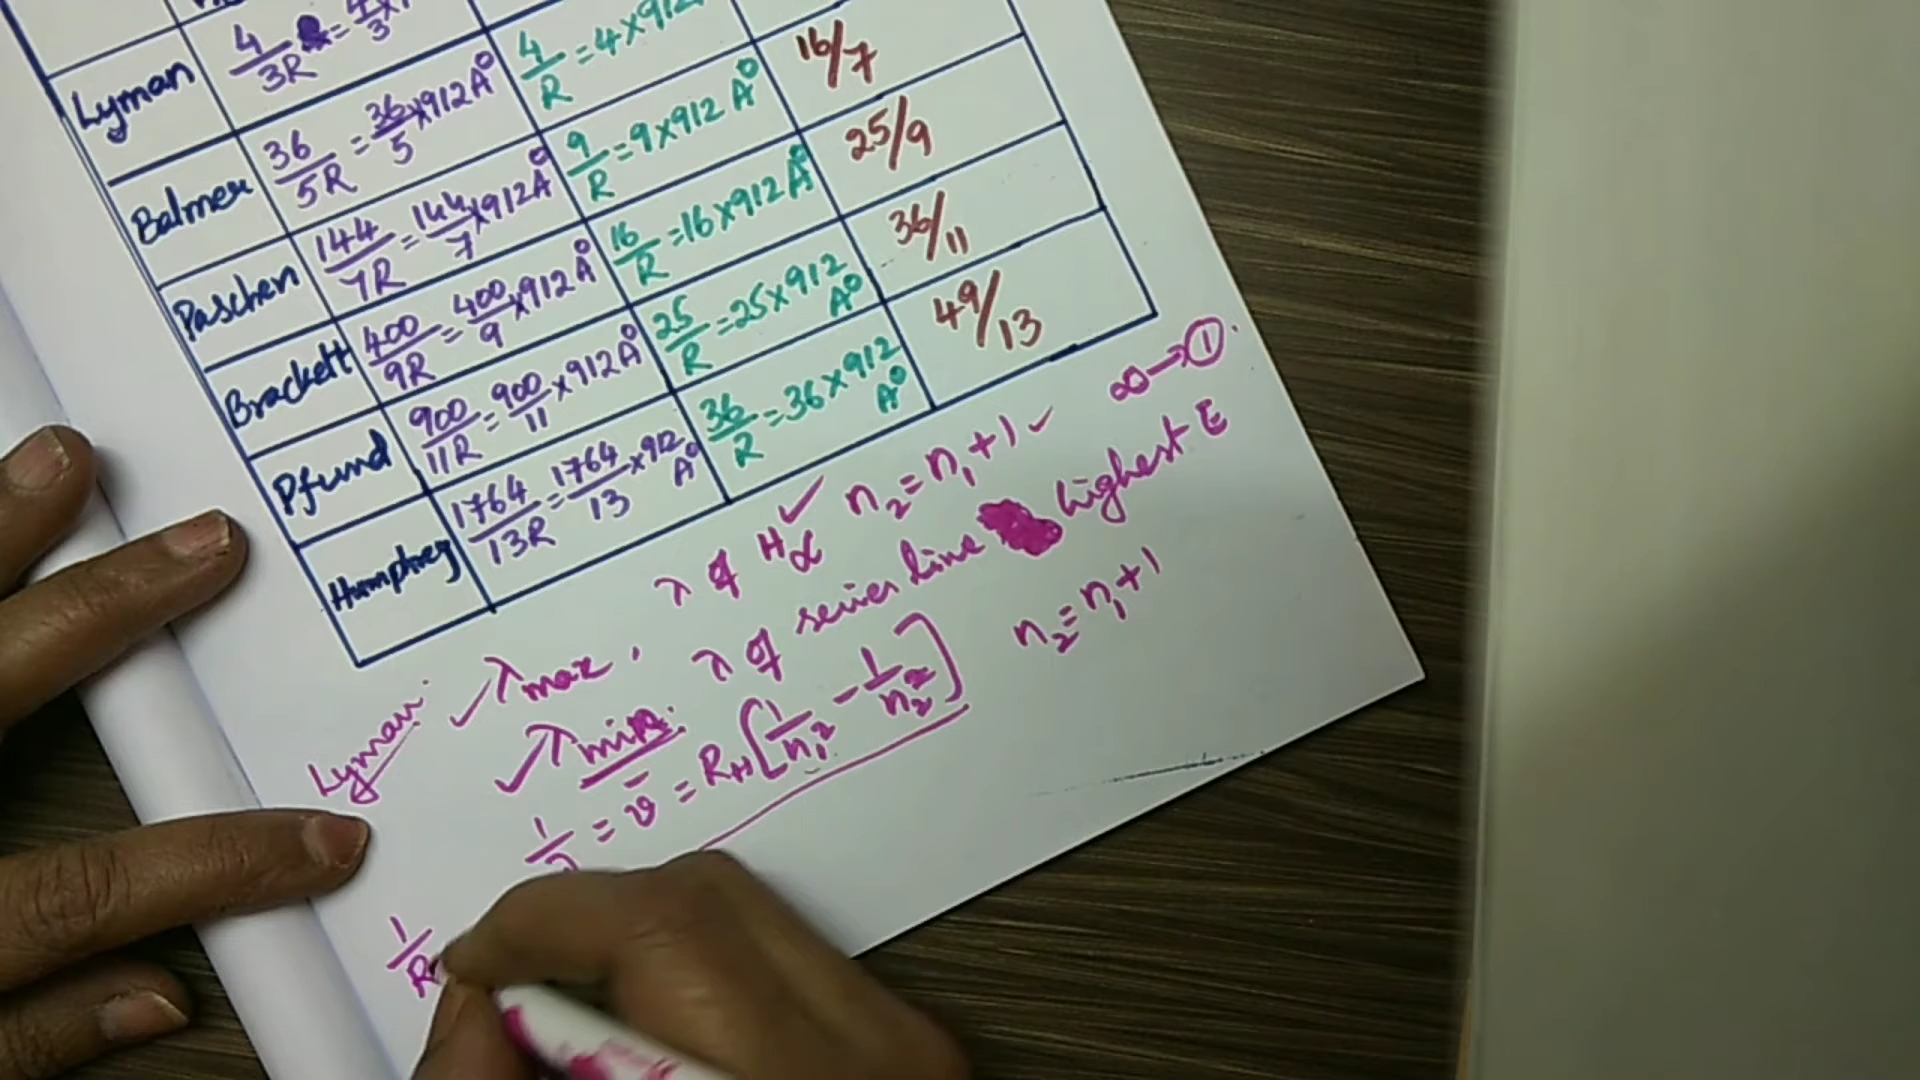 Lyman 4/3R = 4/3
Balmer 36/5R = 36/5 × 912 A° 4/R = 4 × 912
Paschen 144/7R = 144/7 × 912 A° 9/R = 9 × 912 A° 16/7
Brackett 400/9R = 400/9 × 912 A° 16/R = 16 × 912 A° 25/9
Pfund 900/11R = 900/11 × 912 A° 25/R = 25 × 912 A° 36/11
Humphrey 1764/13R = 1764/13 × 912 A° 36/R = 36 × 912 A° 49/13
∞ → 1
λ of Hα ✓ n₂ = n₁ + 1 ✓
λ of series line highest E
Lyman ✓ λmax.
✓ λmin.
n₂ = n₁ + 1
1/λ = ν̄ = R_H [1/n₁² - 1/n₂²]
1/R